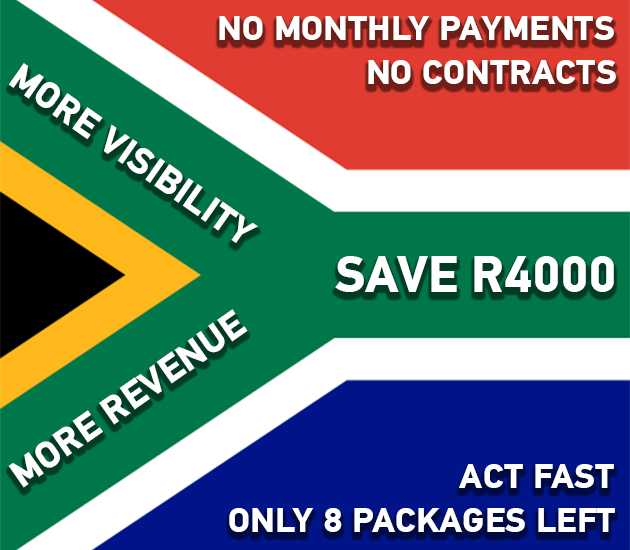 NO MONTHLY PAYMENTS
NO CONTRACTS
MORE VISIBILITY
SAVE R4000
MORE REVENUE
ACT FAST
ONLY 8 PACKAGES LEFT